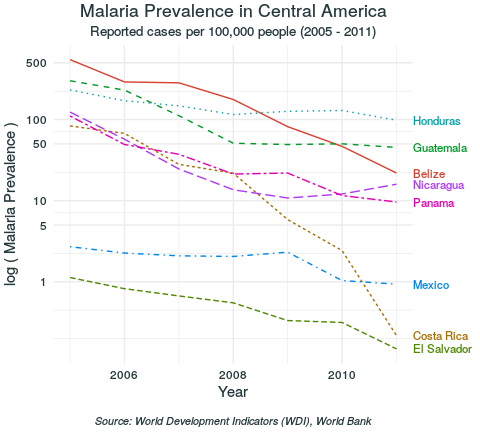 Malaria Prevalence in Central America
Reported cases per 100,000 people (2005 - 2011)
log ( Malaria Prevalence )
500
100
50
10
5
1
Honduras
Guatemala
Belize
Nicaragua
Panama
Mexico
Costa Rica
El Salvador
2006
2008
2010
Year
Source: World Development Indicators (WDI), World Bank